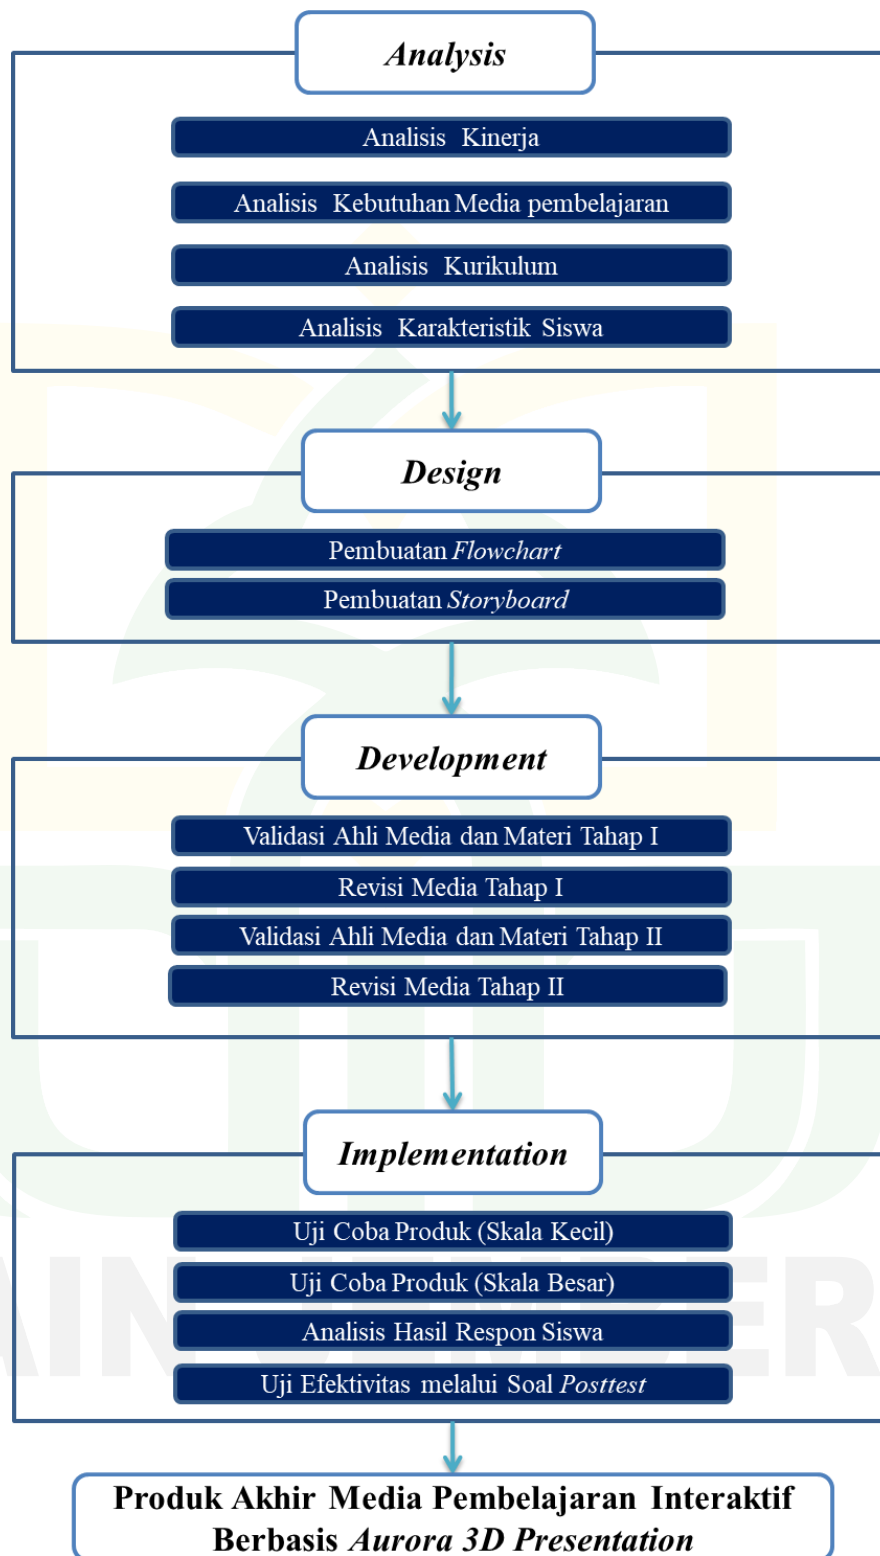 Analysis
Analisis Kinerja
Analisis Kebutuhan Media pembelajaran
Analisis Kurikulum
Analisis Karakteristik Siswa
Design
Pembuatan Flowchart
Pembuatan Storyboard
Development
Validasi Ahli Media dan Materi Tahap I
Revisi Media Tahap I
Validasi Ahli Media dan Materi Tahap II
Revisi Media Tahap II
Implementation
Uji Coba Produk (Skala Kecil)
Uji Coba Produk (Skala Besar)
Analisis Hasil Respon Siswa
Uji Efektivitas melalui Soal Posttest
AIN JEMBER
Produk Akhir Media Pembelajaran Interaktif
Berbasis Aurora 3D Presentation